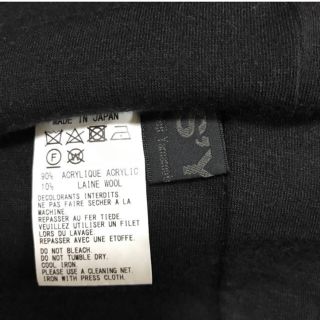 MADE IN JAPAN
F W
90% ACRYLIQUE ACRYLIC
10% LAINE WOOL
DECOLORANTS INTERDITS
NE PAS FAIRE SECHER A LA
MACHINE.
REPASSER AU FER TIEDE.
VEUILLEZ UTILISER UN FILET
LORS DU LAVAGE.
REPASSER AVEC UNE ETOFFE.
DO NOT BLEACH.
DO NOT TUMBLE DRY.
COOL IRON.
PLEASE USE A CLEANING NET.
IRON WITH PRESS CLOTH.